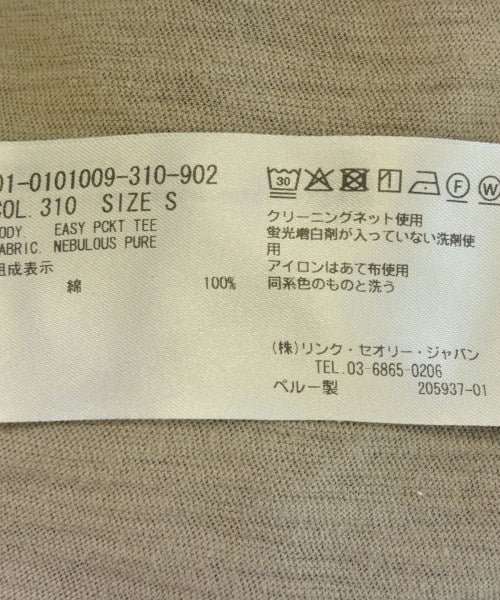 01-0101009-310-902
COL. 310 SIZE S
BODY. EASY PCKT TEE
FABRIC. NEBULOUS PURE
組成表示
綿 100%
30
F
W
クリーニングネット使用
蛍光増白剤が入っていない洗剤使
用
アイロンはあて布使用
同系色のものと洗う
(株)リンク・セオリー・ジャパン
TEL.03-6865-0206
ペルー製 205937-01